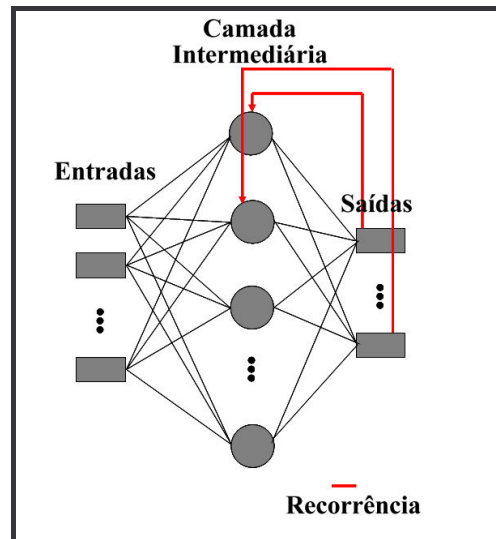 Camada
Intermediária
Entradas
Saídas
Recorrência